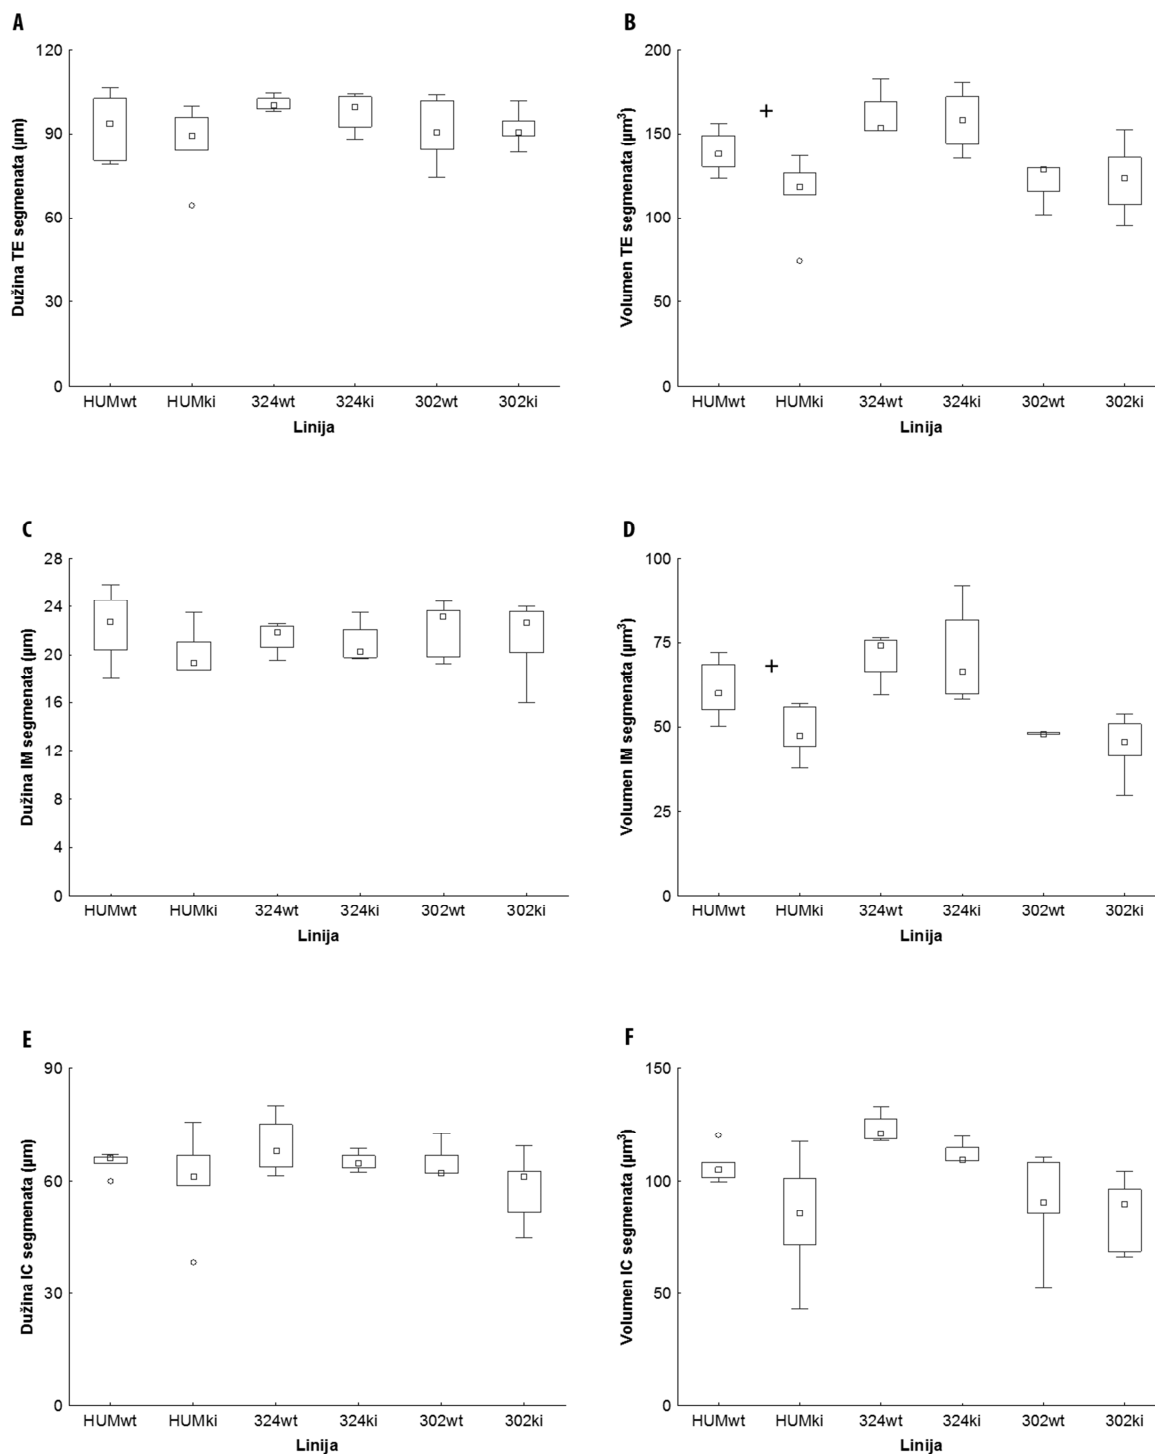 A
Dužina TE segmenata (µm)
120
90
60
30
0
HUMwt HUMki 324wt 324ki 302wt 302ki
Linija
B
Volumen TE segmenata (µm³)
200
150
100
50
0
+
HUMwt HUMki 324wt 324ki 302wt 302ki
Linija
C
Dužina IM segmenata (µm)
28
24
20
16
12
8
4
0
HUMwt HUMki 324wt 324ki 302wt 302ki
Linija
D
Volumen IM segmenata (µm³)
100
75
50
25
0
+
HUMwt HUMki 324wt 324ki 302wt 302ki
Linija
E
Dužina IC segmenata (µm)
90
60
30
0
HUMwt HUMki 324wt 324ki 302wt 302ki
Linija
F
Volumen IC segmenata (µm³)
150
100
50
0
HUMwt HUMki 324wt 324ki 302wt 302ki
Linija